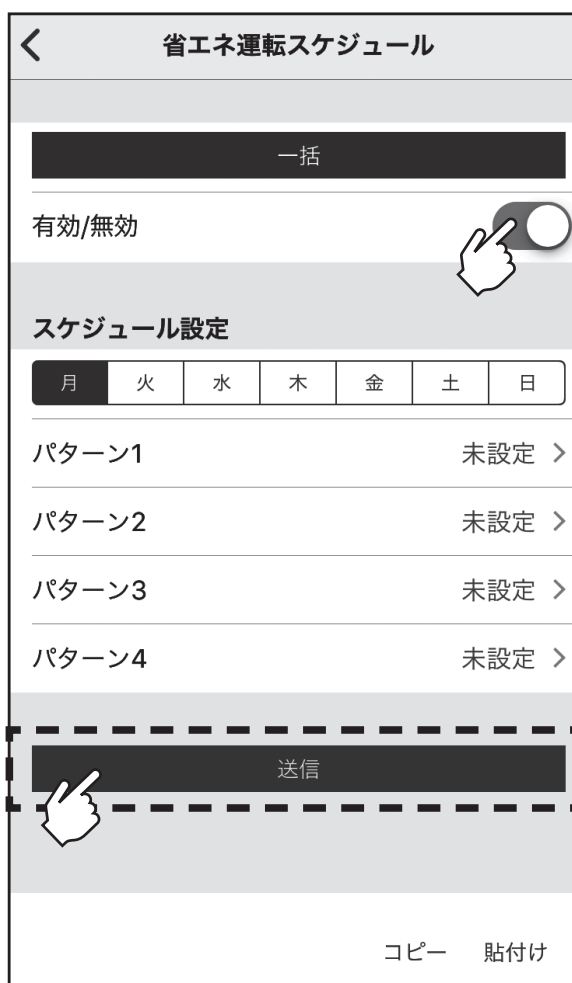 省エネ運転スケジュール
一括
有効/無効
スケジュール設定
月 火 水 木 金 土 日
パターン1 未設定
パターン2 未設定
パターン3 未設定
パターン4 未設定
送信
コピー 貼付け